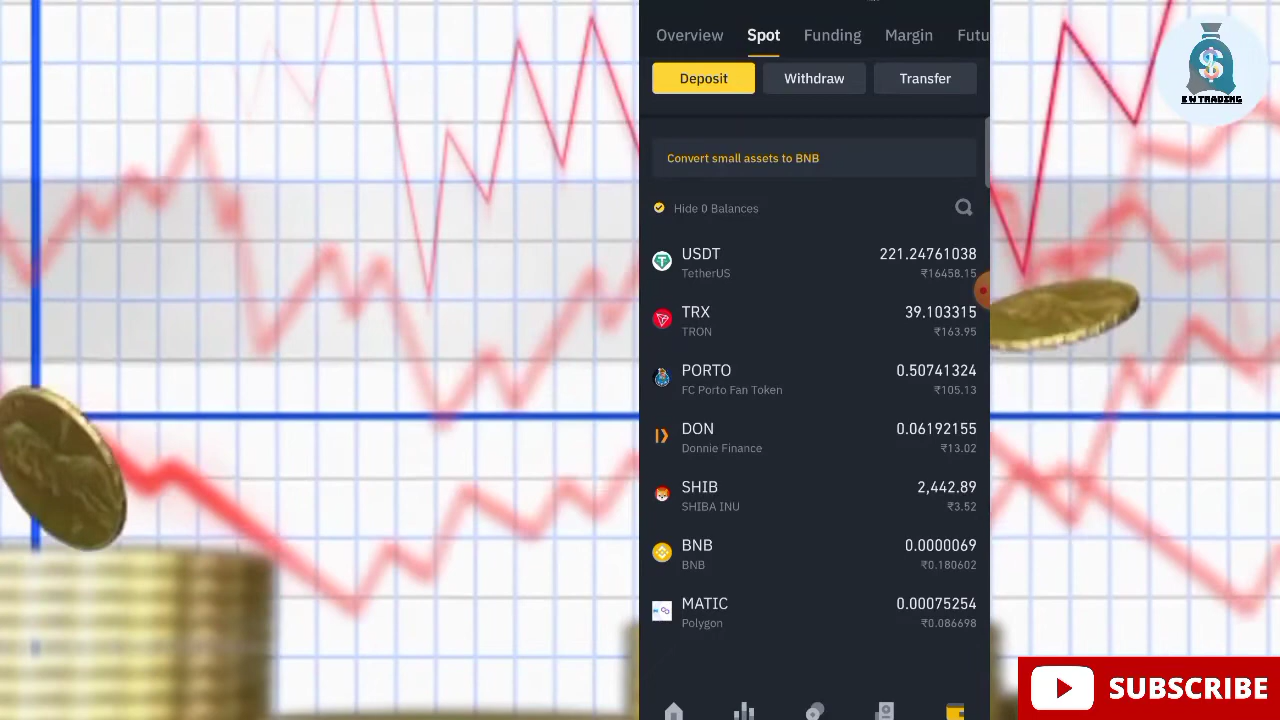 Overview Spot Funding Margin Futu
Deposit Withdraw Transfer
Convert small assets to BNB
Hide 0 Balances
USDT 221.24761038
TetherUS ₹16458.15
TRX 39.103315
TRON ₹163.95
PORTO 0.50741324
FC Porto Fan Token ₹105.13
DON 0.06192155
Donnie Finance ₹13.02
SHIB 2,442.89
SHIBA INU ₹3.52
BNB 0.0000069
BNB ₹0.180602
MATIC 0.00075254
Polygon ₹0.086698
$
K W TRADING
SUBSCRIBE